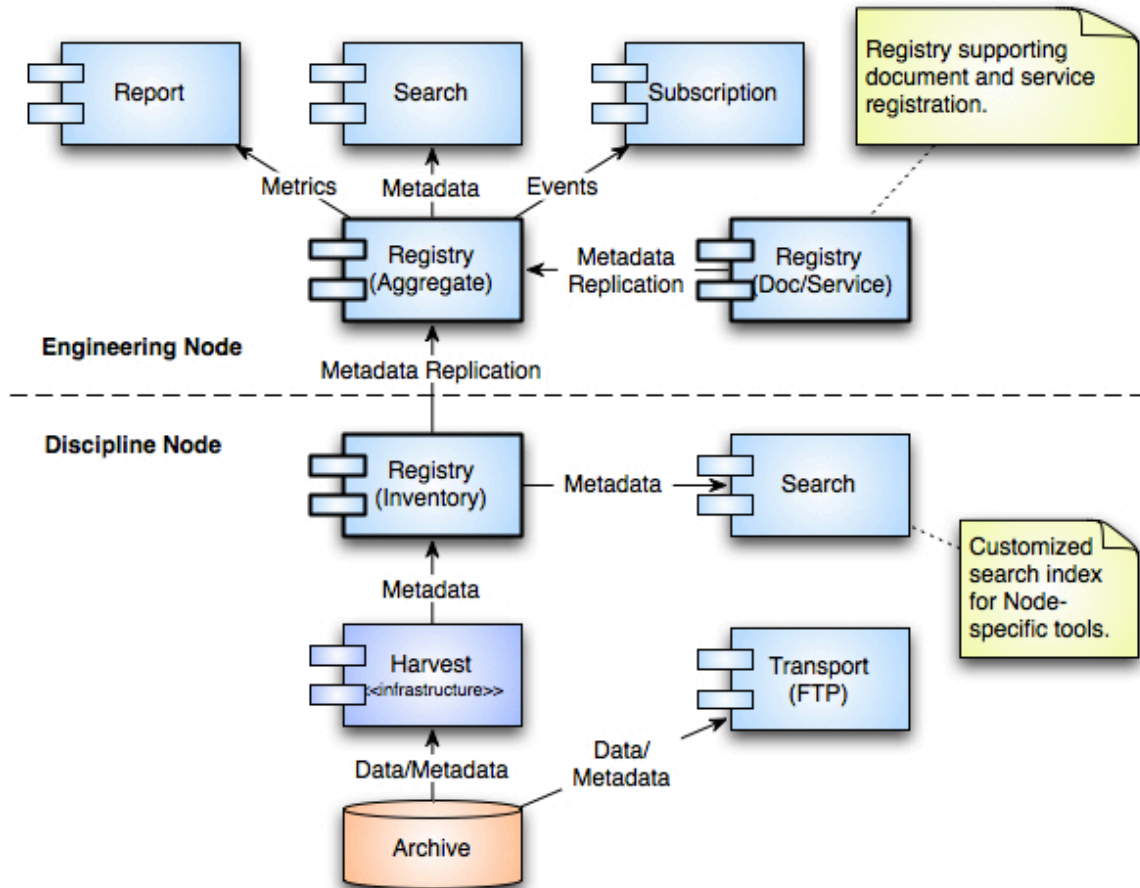 Report
Search
Subscription
Registry supporting
document and service
registration.
Metrics
Metadata
Events
Registry
(Aggregate)
Metadata
Replication
Registry
(Doc/Service)
Engineering Node
Metadata Replication
Discipline Node
Registry
(Inventory)
Metadata
Search
Customized
search index
for Node-
specific tools.
Metadata
Harvest
<<infrastructure>>
Transport
(FTP)
Data/Metadata
Data/
Metadata
Archive